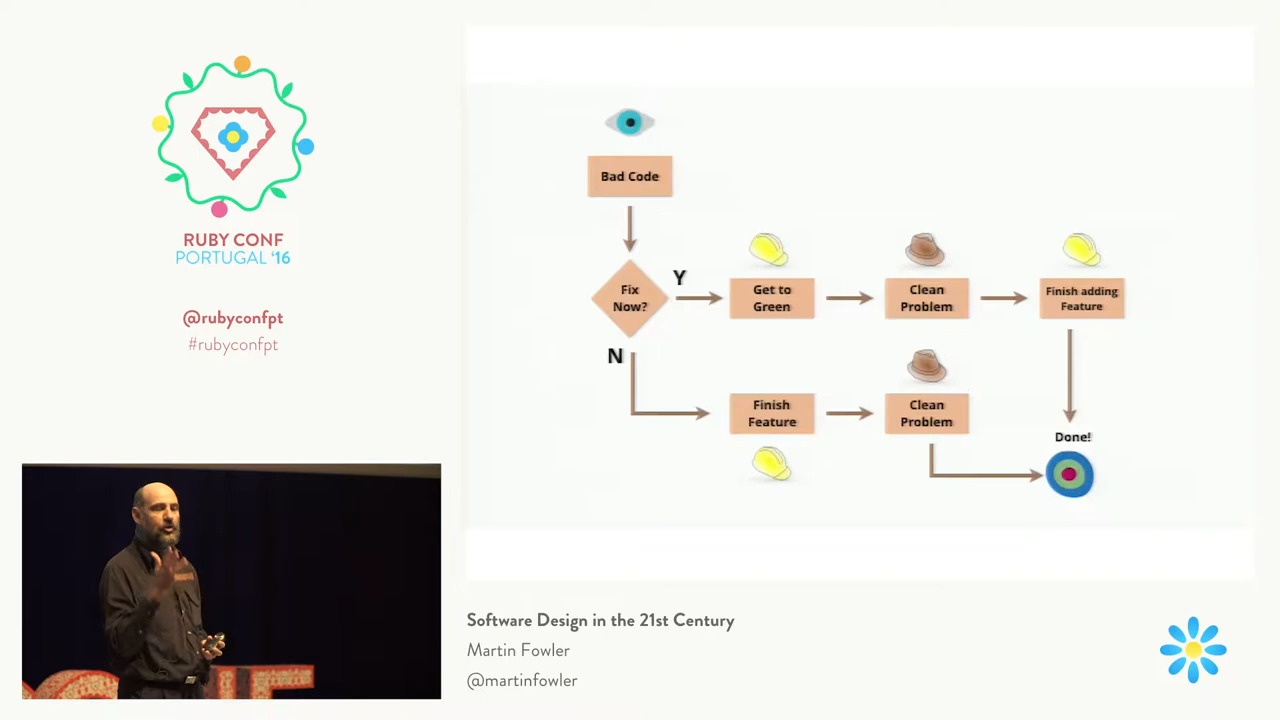 RUBY CONF
PORTUGAL '16
@rubyconfpt
#rubyconfpt
Bad Code
Fix
Now?
Y
Get to
Green
Clean
Problem
Finish adding
Feature
N
Finish
Feature
Clean
Problem
Done!
Software Design in the 21st Century
Martin Fowler
@martinfowler